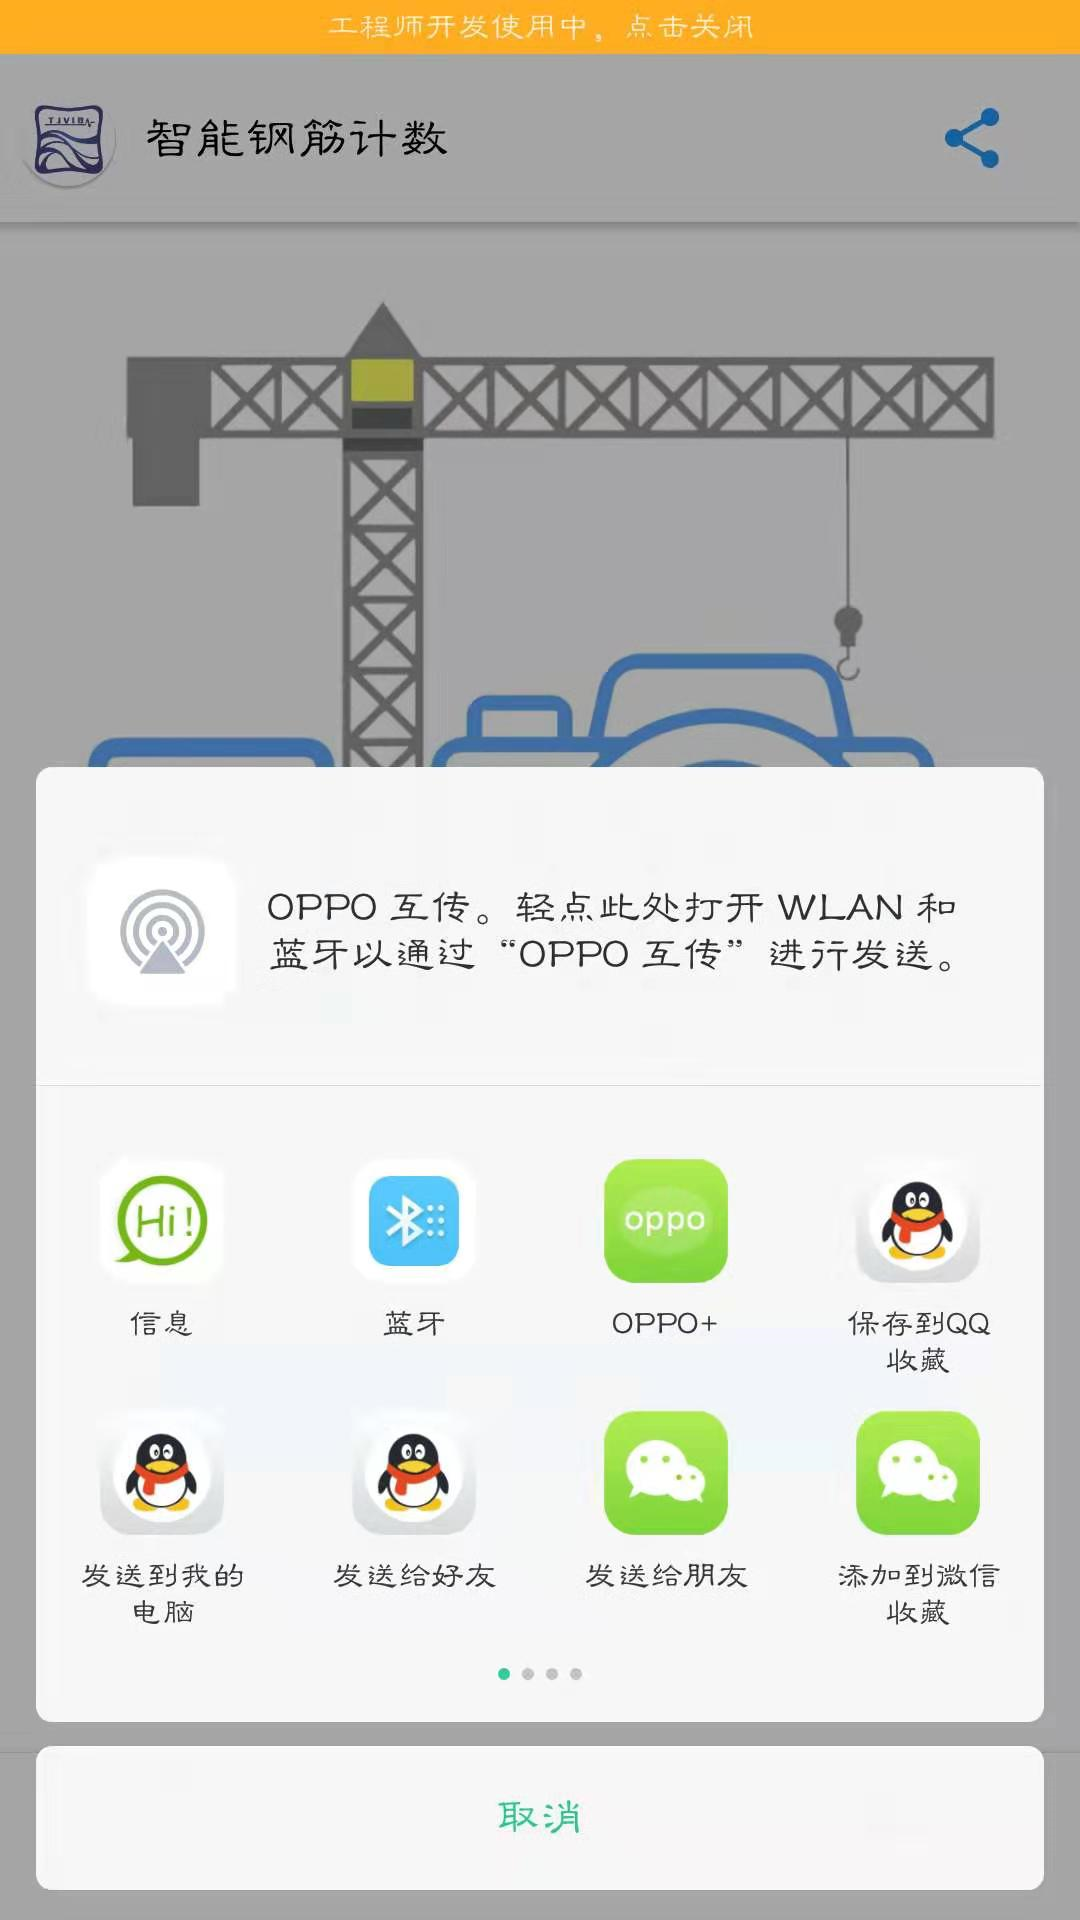 工程师开发使用中，点击关闭
TJVIB
智能钢筋计数
OPPO 互传。轻点此处打开 WLAN 和
蓝牙以通过“OPPO 互传”进行发送。
Hi!
oppo
信息
蓝牙
OPPO+
保存到QQ
收藏
发送到我的
电脑
发送给好友
发送给朋友
添加到微信
收藏
取消